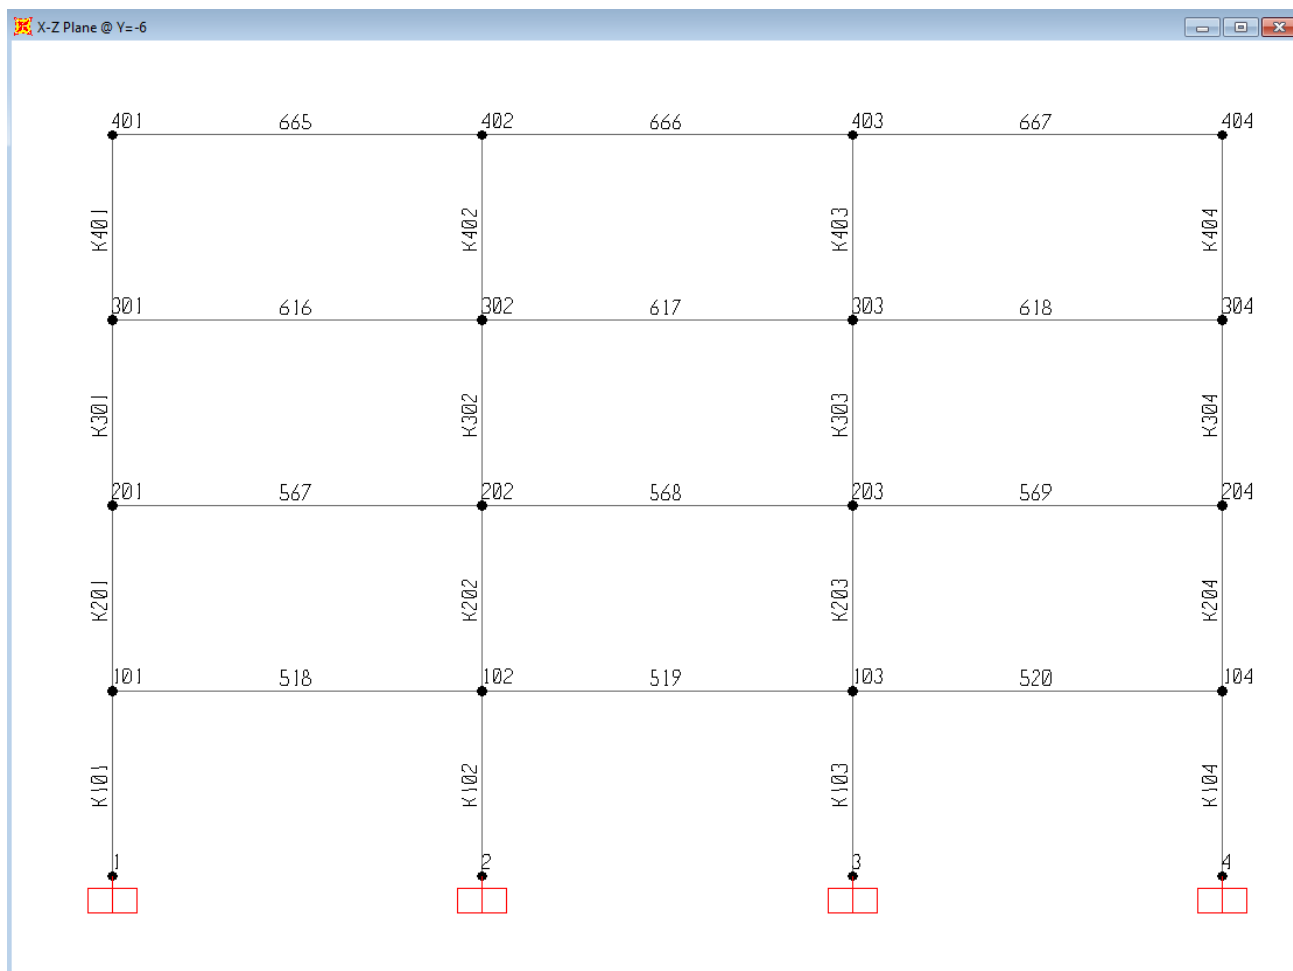 X-Z Plane @ Y=-6
401 665 402 666 403 667 404
K401 K402 K403 K404
301 616 302 617 303 618 304
K301 K302 K303 K304
201 567 202 568 203 569 204
K201 K202 K203 K204
101 518 102 519 103 520 104
K101 K102 K103 K104
1 2 3 4